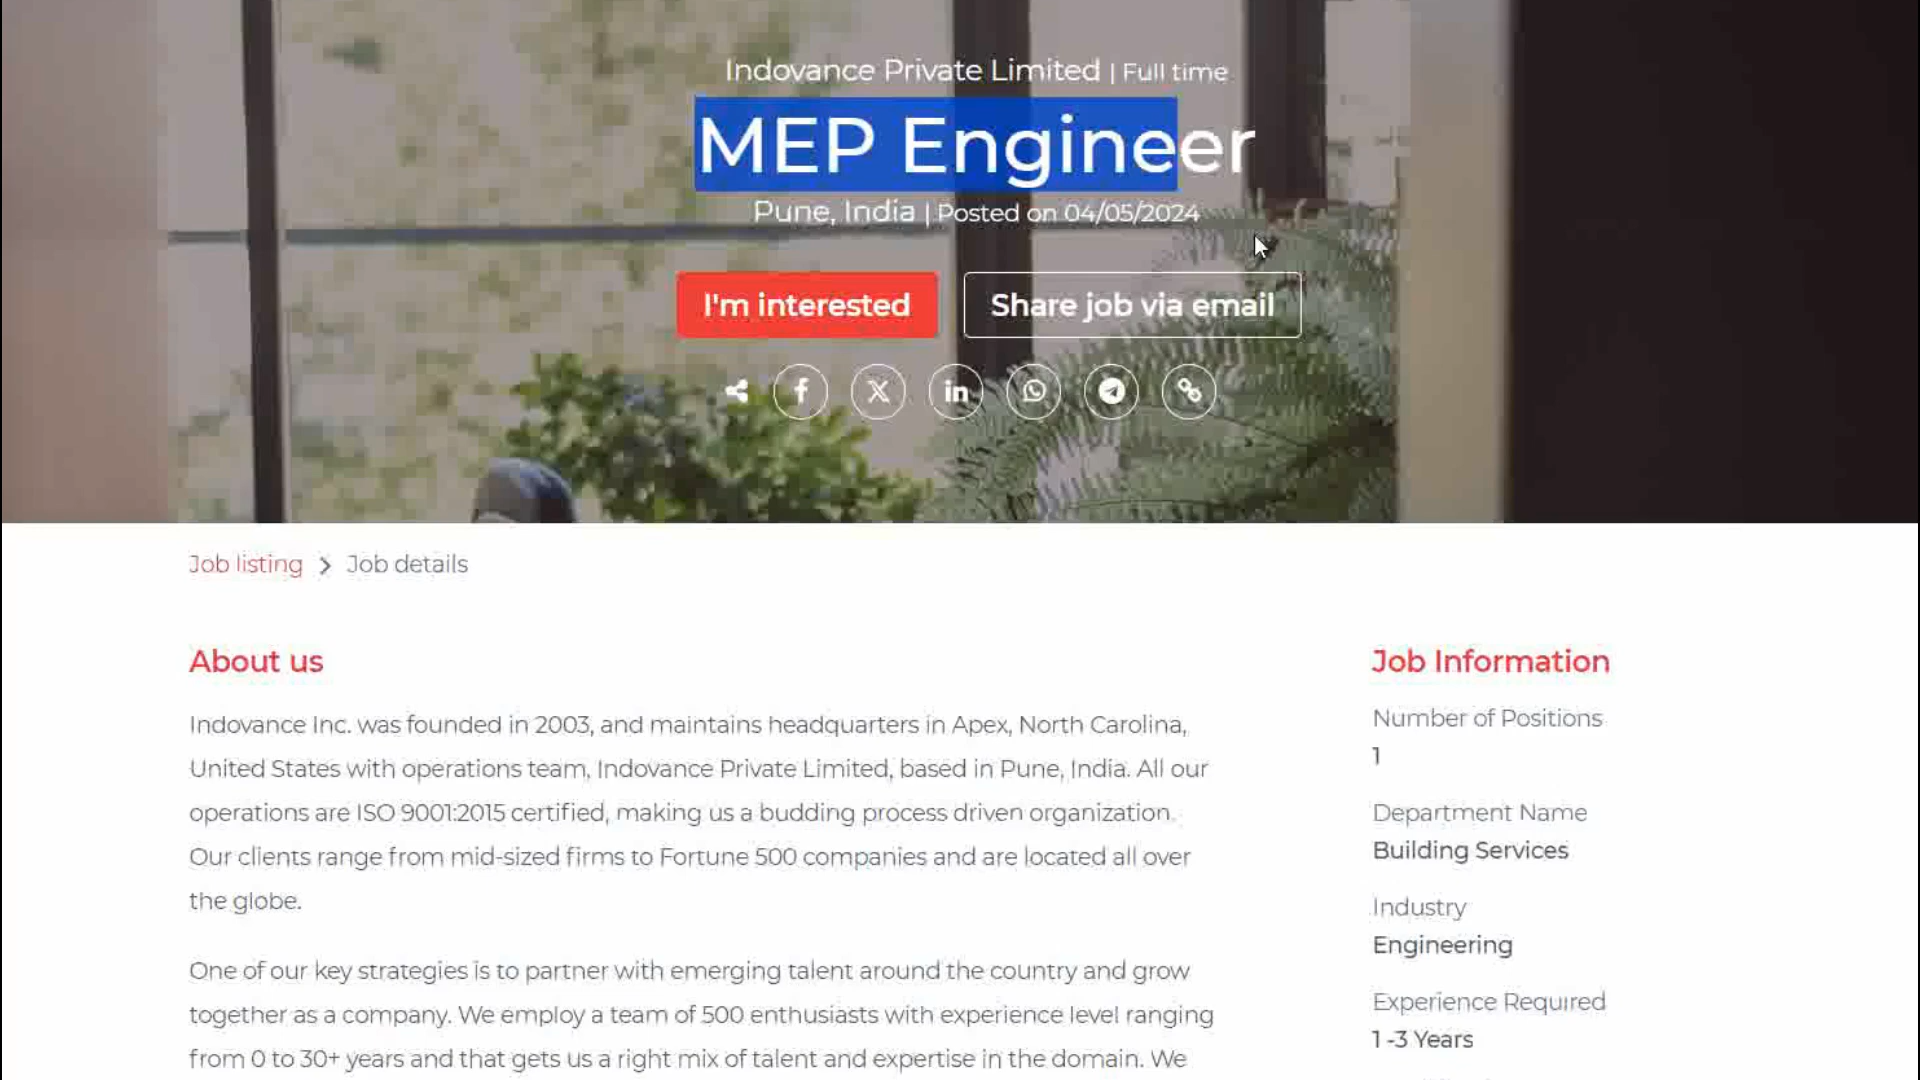 Indovance Private Limited | Full time
MEP Engineer
Pune, India | Posted on 04/05/2024
I'm interested
Share job via email
Job listing > Job details
About us
Indovance Inc. was founded in 2003, and maintains headquarters in Apex, North Carolina,
United States with operations team, Indovance Private Limited, based in Pune, India. All our
operations are ISO 9001:2015 certified, making us a budding process driven organization.
Our clients range from mid-sized firms to Fortune 500 companies and are located all over
the globe.
One of our key strategies is to partner with emerging talent around the country and grow
together as a company. We employ a team of 500 enthusiasts with experience level ranging
from 0 to 30+ years and that gets us a right mix of talent and expertise in the domain. We
Job Information
Number of Positions
1
Department Name
Building Services
Industry
Engineering
Experience Required
1 -3 Years